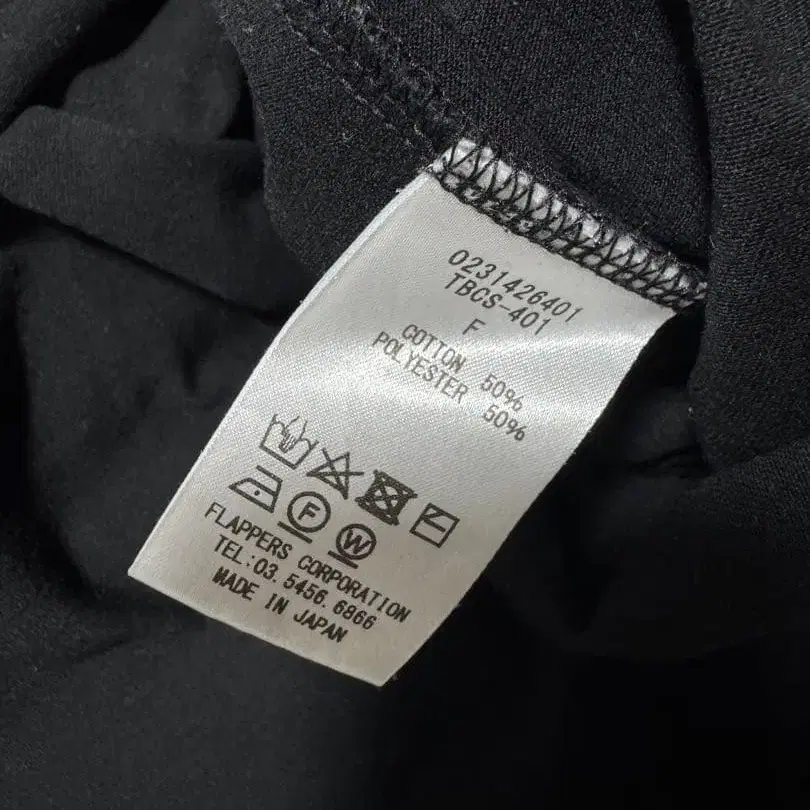 0231426401
TBCS-401
F
COTTON 50%
POLYESTER 50%
F W
FLAPPERS CORPORATION
TEL:03.5456.6866
MADE IN JAPAN